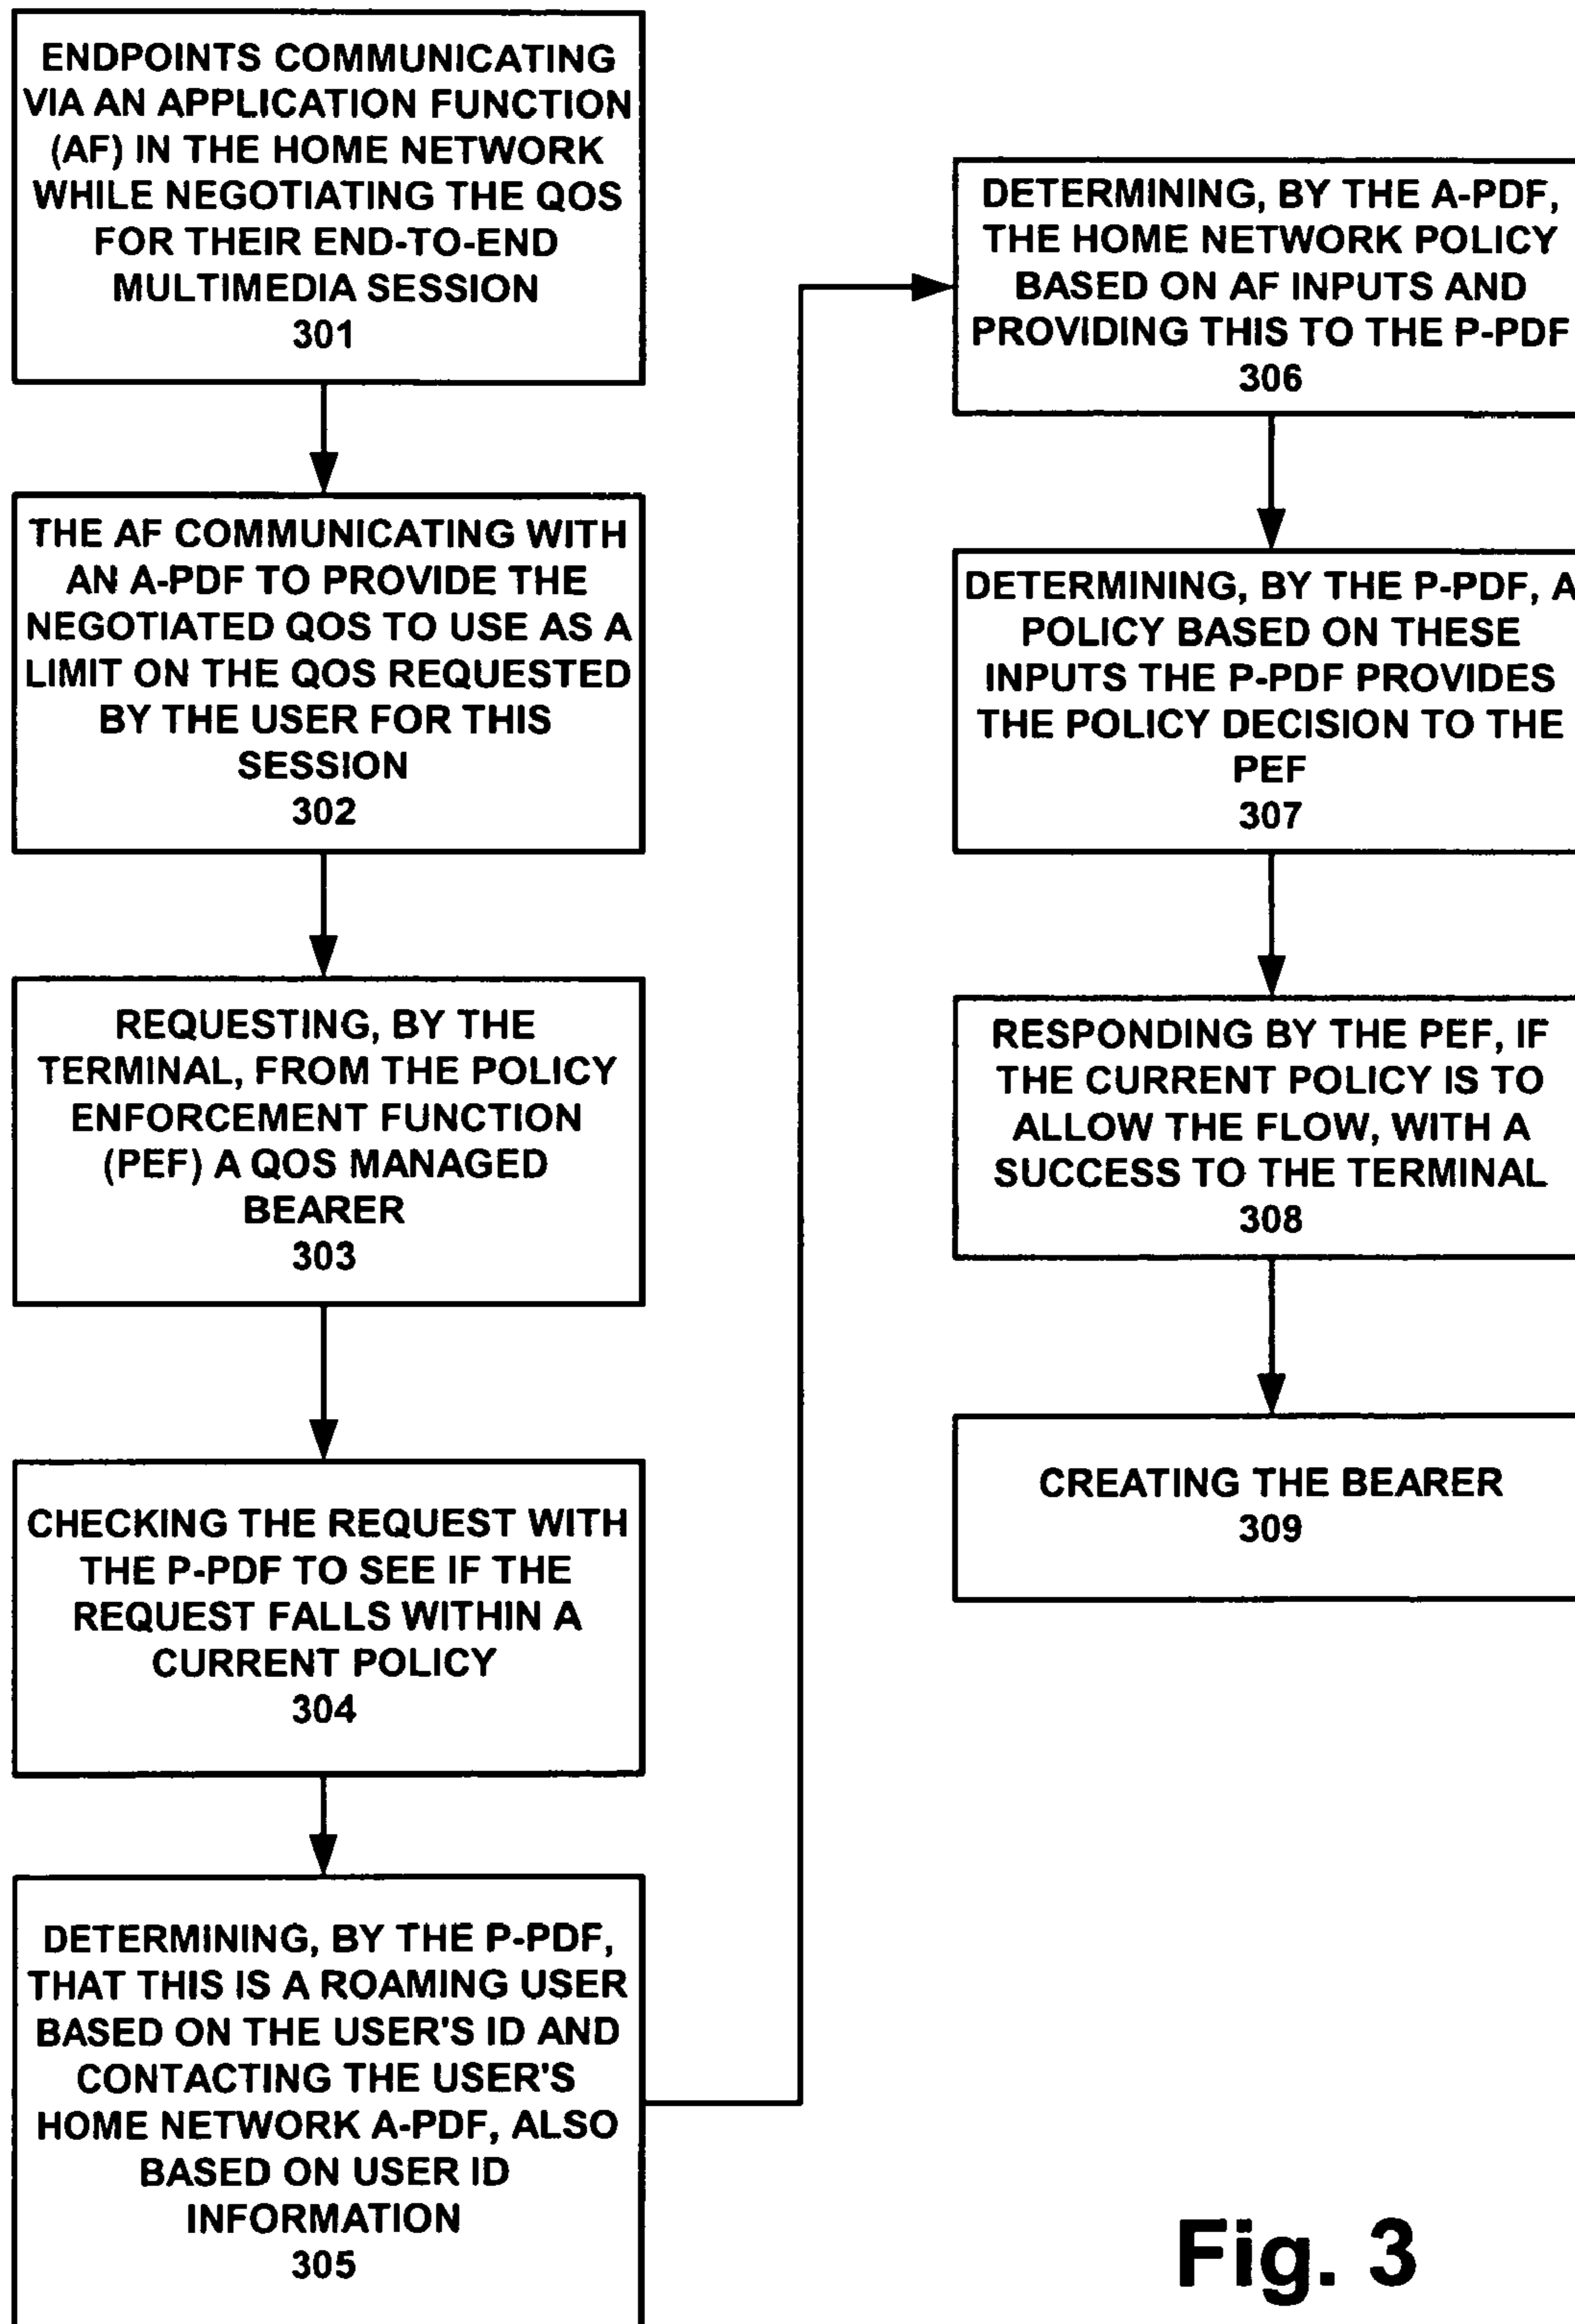 ENDPOINTS COMMUNICATING
VIA AN APPLICATION FUNCTION
(AF) IN THE HOME NETWORK
WHILE NEGOTIATING THE QOS
FOR THEIR END-TO-END
MULTIMEDIA SESSION
301
THE AF COMMUNICATING WITH
AN A-PDF TO PROVIDE THE
NEGOTIATED QOS TO USE AS A
LIMIT ON THE QOS REQUESTED
BY THE USER FOR THIS
SESSION
302
REQUESTING, BY THE
TERMINAL, FROM THE POLICY
ENFORCEMENT FUNCTION
(PEF) A QOS MANAGED
BEARER
303
CHECKING THE REQUEST WITH
THE P-PDF TO SEE IF THE
REQUEST FALLS WITHIN A
CURRENT POLICY
304
DETERMINING, BY THE P-PDF,
THAT THIS IS A ROAMING USER
BASED ON THE USER'S ID AND
CONTACTING THE USER'S
HOME NETWORK A-PDF, ALSO
BASED ON USER ID
INFORMATION
305
DETERMINING, BY THE A-PDF,
THE HOME NETWORK POLICY
BASED ON AF INPUTS AND
PROVIDING THIS TO THE P-PDF
306
DETERMINING, BY THE P-PDF, A
POLICY BASED ON THESE
INPUTS THE P-PDF PROVIDES
THE POLICY DECISION TO THE
PEF
307
RESPONDING BY THE PEF, IF
THE CURRENT POLICY IS TO
ALLOW THE FLOW, WITH A
SUCCESS TO THE TERMINAL
308
CREATING THE BEARER
309
Fig. 3